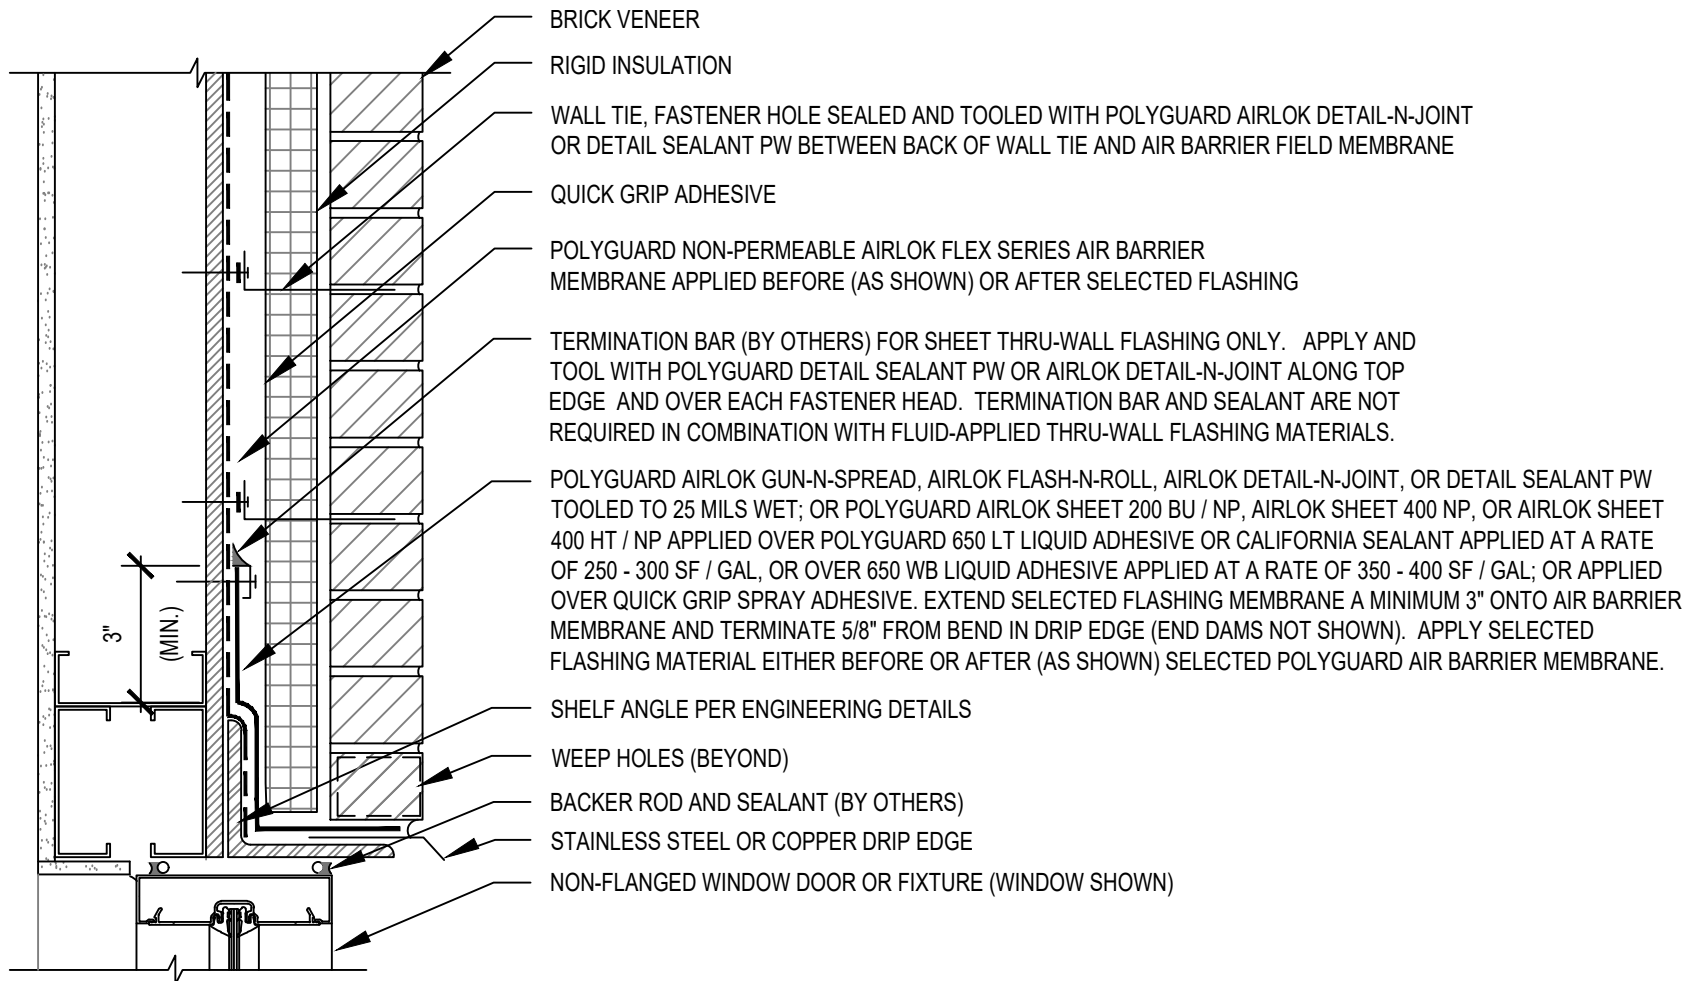 BRICK VENEER
RIGID INSULATION
WALL TIE, FASTENER HOLE SEALED AND TOOLED WITH POLYGUARD AIRLOK DETAIL-N-JOINT
OR DETAIL SEALANT PW BETWEEN BACK OF WALL TIE AND AIR BARRIER FIELD MEMBRANE
QUICK GRIP ADHESIVE
POLYGUARD NON-PERMEABLE AIRLOK FLEX SERIES AIR BARRIER
MEMBRANE APPLIED BEFORE (AS SHOWN) OR AFTER SELECTED FLASHING
TERMINATION BAR (BY OTHERS) FOR SHEET THRU-WALL FLASHING ONLY. APPLY AND
TOOL WITH POLYGUARD DETAIL SEALANT PW OR AIRLOK DETAIL-N-JOINT ALONG TOP
EDGE AND OVER EACH FASTENER HEAD. TERMINATION BAR AND SEALANT ARE NOT
REQUIRED IN COMBINATION WITH FLUID-APPLIED THRU-WALL FLASHING MATERIALS.
POLYGUARD AIRLOK GUN-N-SPREAD, AIRLOK FLASH-N-ROLL, AIRLOK DETAIL-N-JOINT, OR DETAIL SEALANT PW
TOOLED TO 25 MILS WET; OR POLYGUARD AIRLOK SHEET 200 BU / NP, AIRLOK SHEET 400 NP, OR AIRLOK SHEET
400 HT / NP APPLIED OVER POLYGUARD 650 LT LIQUID ADHESIVE OR CALIFORNIA SEALANT APPLIED AT A RATE
OF 250 - 300 SF / GAL, OR OVER 650 WB LIQUID ADHESIVE APPLIED AT A RATE OF 350 - 400 SF / GAL; OR APPLIED
OVER QUICK GRIP SPRAY ADHESIVE. EXTEND SELECTED FLASHING MEMBRANE A MINIMUM 3" ONTO AIR BARRIER
MEMBRANE AND TERMINATE 5/8" FROM BEND IN DRIP EDGE (END DAMS NOT SHOWN). APPLY SELECTED
FLASHING MATERIAL EITHER BEFORE OR AFTER (AS SHOWN) SELECTED POLYGUARD AIR BARRIER MEMBRANE.
3"
(MIN.)
SHELF ANGLE PER ENGINEERING DETAILS
WEEP HOLES (BEYOND)
BACKER ROD AND SEALANT (BY OTHERS)
STAINLESS STEEL OR COPPER DRIP EDGE
NON-FLANGED WINDOW DOOR OR FIXTURE (WINDOW SHOWN)